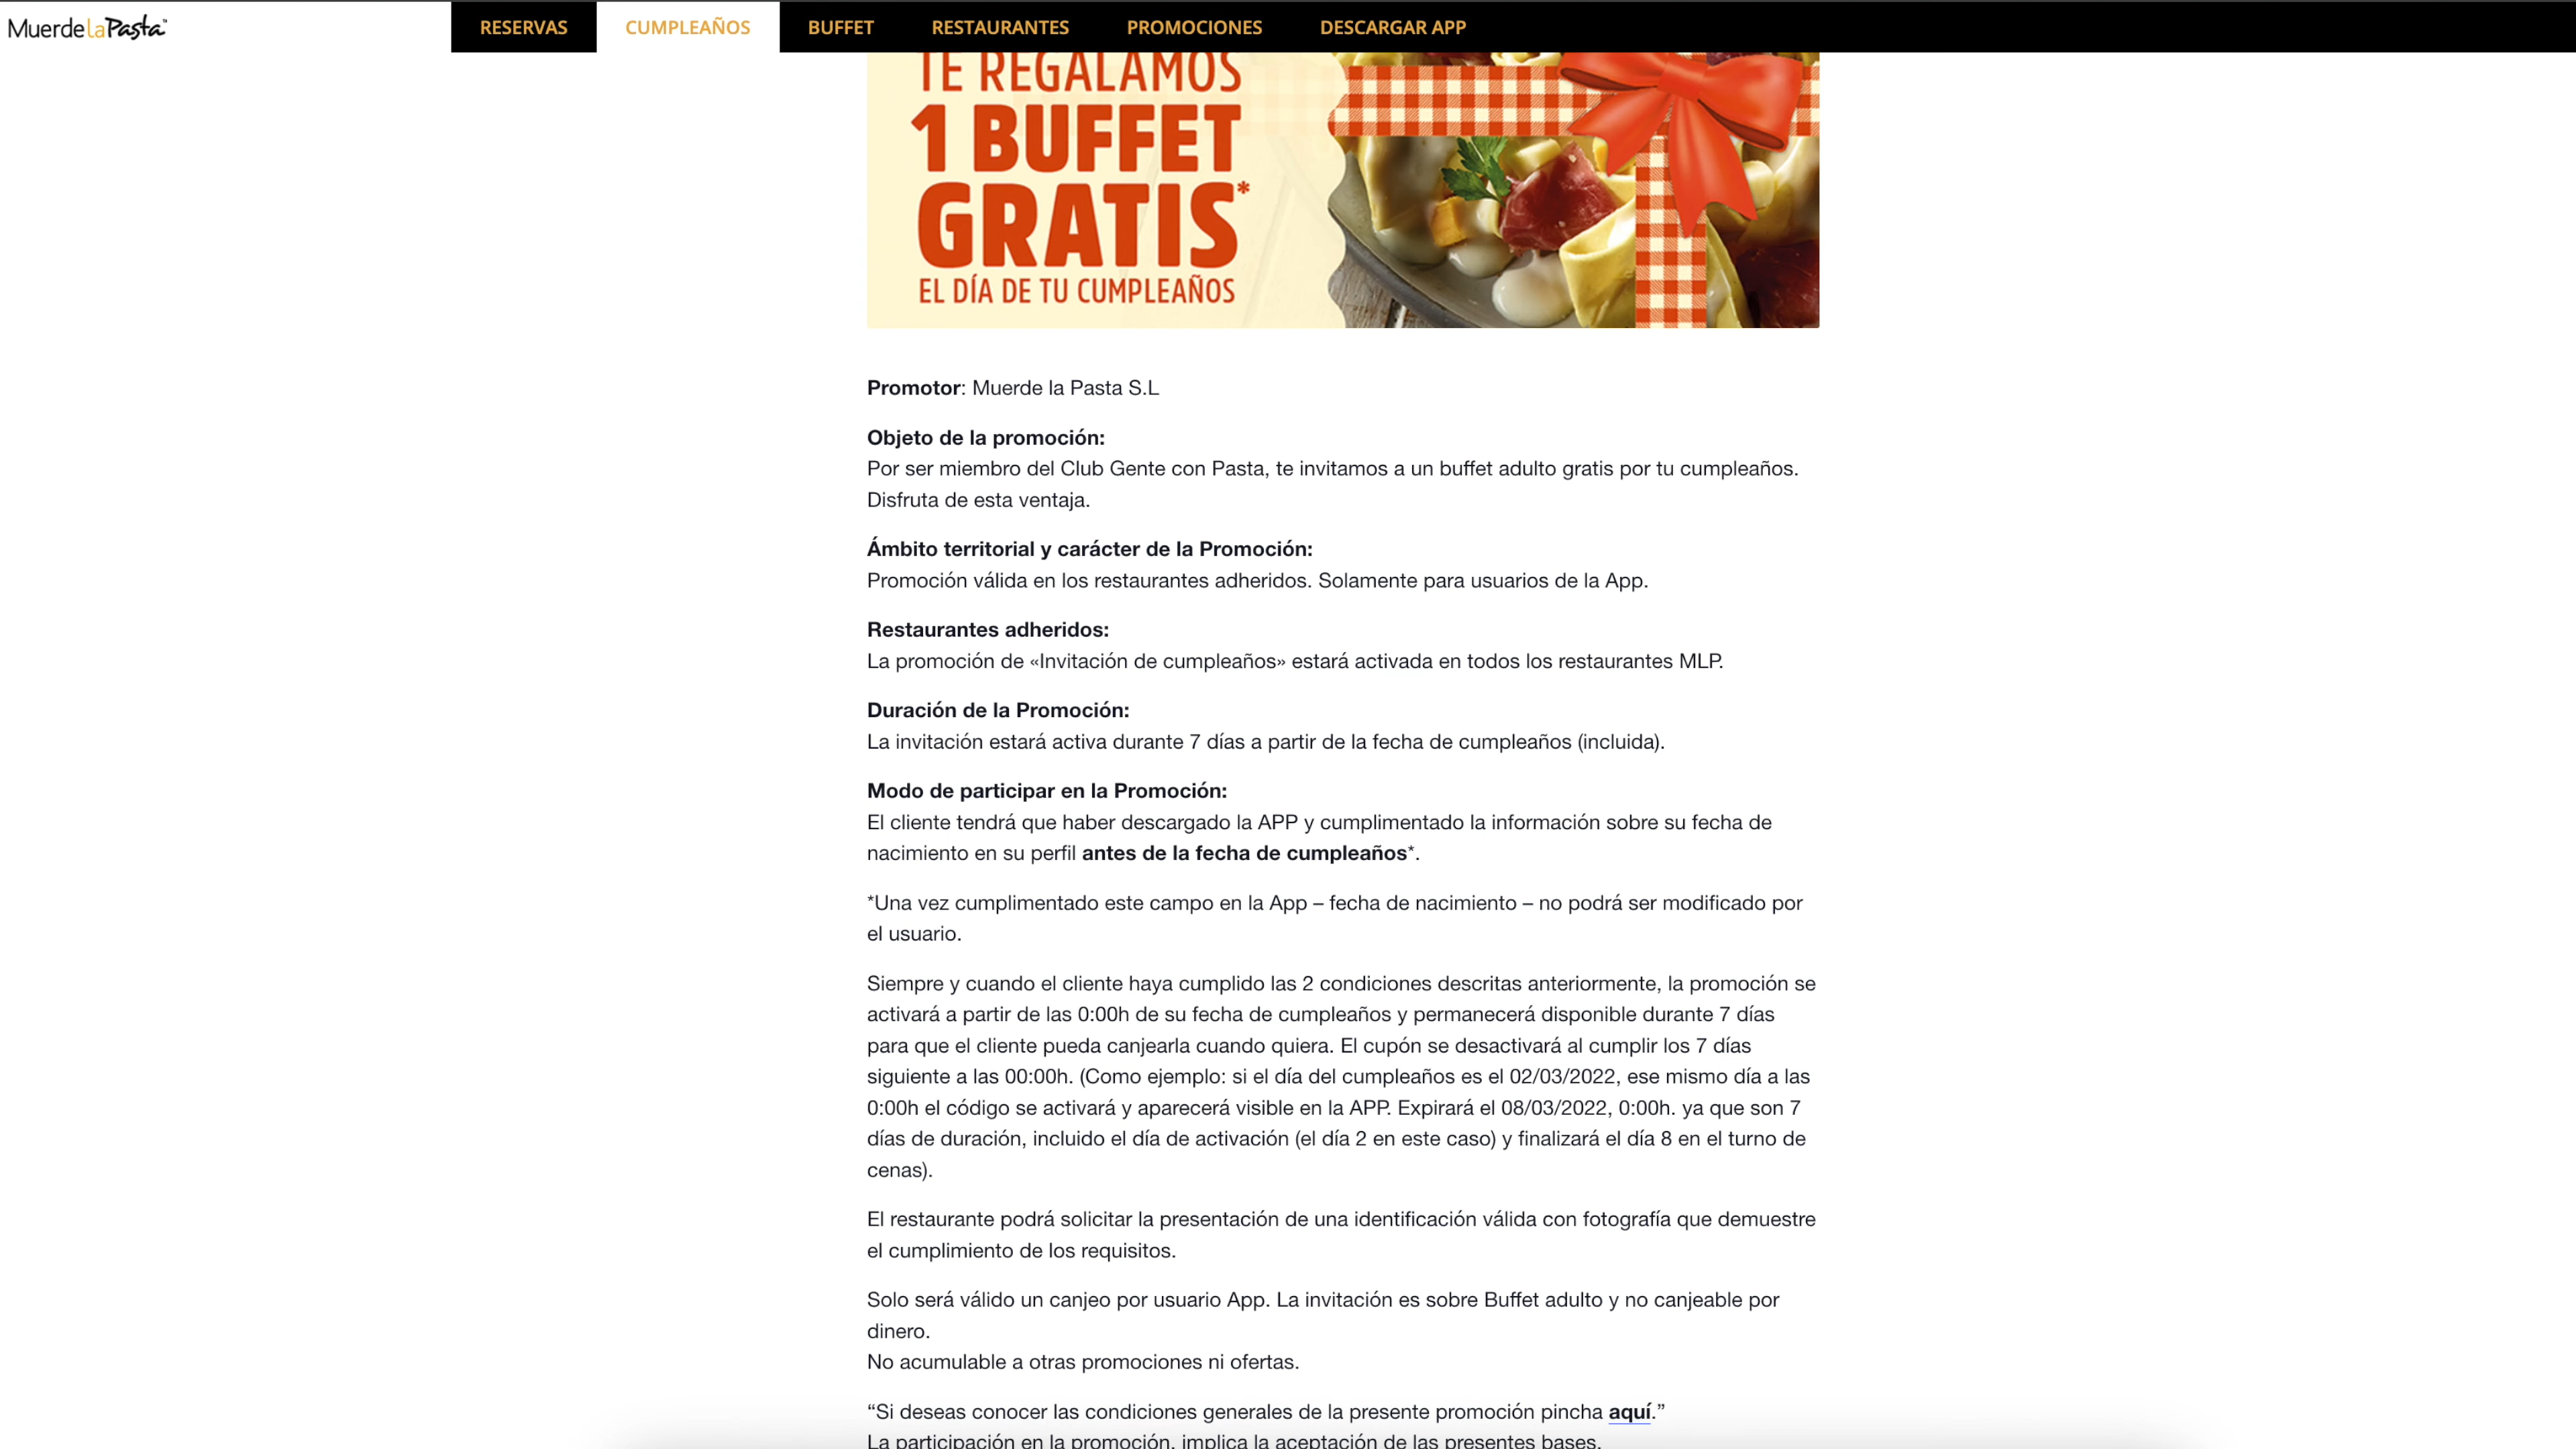 MuerdelaPasta™
RESERVAS
CUMPLEAÑOS
BUFFET
RESTAURANTES
PROMOCIONES
DESCARGAR APP
TE REGALAMOS
1 BUFFET
GRATIS*
EL DÍA DE TU CUMPLEAÑOS
Promotor: Muerde la Pasta S.L
Objeto de la promoción:
Por ser miembro del Club Gente con Pasta, te invitamos a un buffet adulto gratis por tu cumpleaños.
Disfruta de esta ventaja.
Ámbito territorial y carácter de la Promoción:
Promoción válida en los restaurantes adheridos. Solamente para usuarios de la App.
Restaurantes adheridos:
La promoción de «Invitación de cumpleaños» estará activada en todos los restaurantes MLP.
Duración de la Promoción:
La invitación estará activa durante 7 días a partir de la fecha de cumpleaños (incluida).
Modo de participar en la Promoción:
El cliente tendrá que haber descargado la APP y cumplimentado la información sobre su fecha de
nacimiento en su perfil antes de la fecha de cumpleaños*.
*Una vez cumplimentado este campo en la App – fecha de nacimiento – no podrá ser modificado por
el usuario.
Siempre y cuando el cliente haya cumplido las 2 condiciones descritas anteriormente, la promoción se
activará a partir de las 0:00h de su fecha de cumpleaños y permanecerá disponible durante 7 días
para que el cliente pueda canjearla cuando quiera. El cupón se desactivará al cumplir los 7 días
siguiente a las 00:00h. (Como ejemplo: si el día del cumpleaños es el 02/03/2022, ese mismo día a las
0:00h el código se activará y aparecerá visible en la APP. Expirará el 08/03/2022, 0:00h. ya que son 7
días de duración, incluido el día de activación (el día 2 en este caso) y finalizará el día 8 en el turno de
cenas).
El restaurante podrá solicitar la presentación de una identificación válida con fotografía que demuestre
el cumplimiento de los requisitos.
Solo será válido un canjeo por usuario App. La invitación es sobre Buffet adulto y no canjeable por
dinero.
No acumulable a otras promociones ni ofertas.
“Si deseas conocer las condiciones generales de la presente promoción pincha aquí.”
La participación en la promoción, implica la aceptación de las presentes bases.